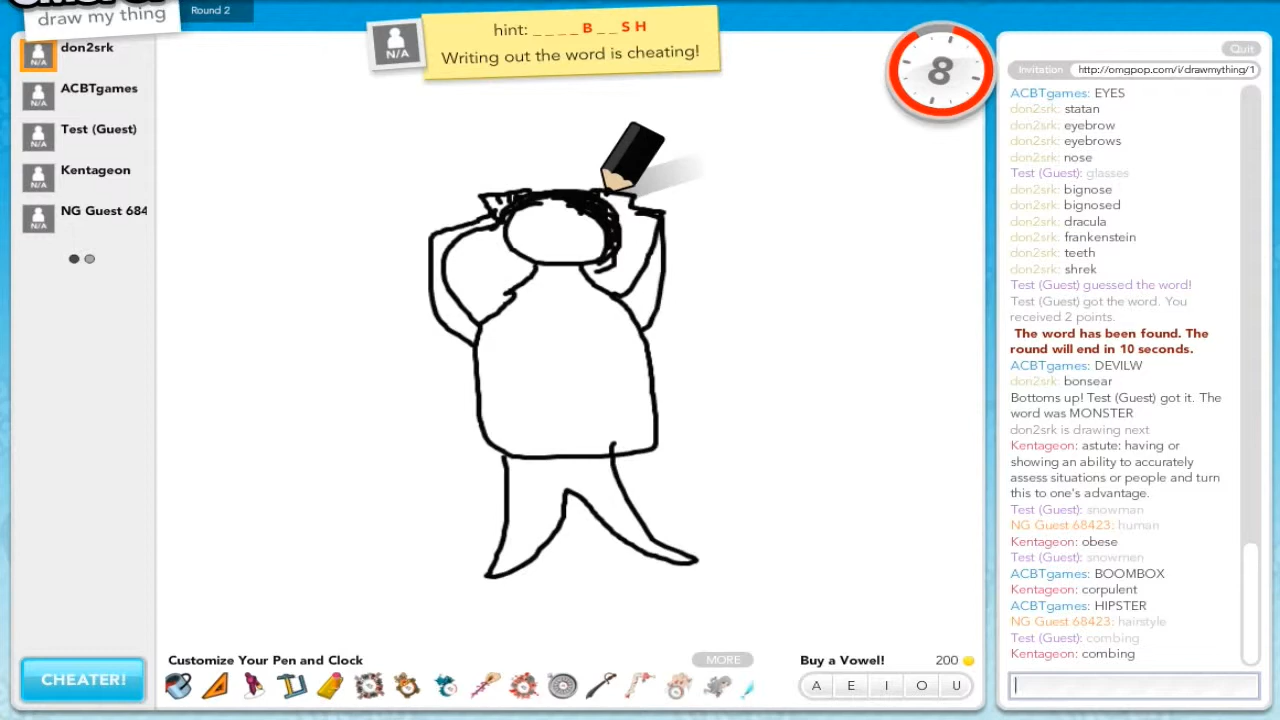 draw my thing
Round 2
don2srk
N/A
ACBTgames
N/A
Test (Guest)
N/A
Kentageon
N/A
NG Guest 684
N/A
N/A
hint: _ _ _ _ B _ _ S H
Writing out the word is cheating!
8
Quit
Invitation http://omgpop.com/i/drawmything/1
ACBTgames: EYES
don2srk: statan
don2srk: eyebrow
don2srk: eyebrows
don2srk: nose
Test (Guest): glasses
don2srk: bignose
don2srk: bignosed
don2srk: dracula
don2srk: frankenstein
don2srk: teeth
don2srk: shrek
Test (Guest) guessed the word!
Test (Guest) got the word. You
received 2 points.
The word has been found. The
round will end in 10 seconds.
ACBTgames: DEVILW
don2srk: bonsear
Bottoms up! Test (Guest) got it. The
word was MONSTER
don2srk is drawing next
Kentageon: astute: having or
showing an ability to accurately
assess situations or people and turn
this to one's advantage.
Test (Guest): snowman
NG Guest 68423: human
Kentageon: obese
Test (Guest): snowmen
ACBTgames: BOOMBOX
Kentageon: corpulent
ACBTgames: HIPSTER
NG Guest 68423: hairstyle
Test (Guest): combing
Kentageon: combing
CHEATER!
Customize Your Pen and Clock
MORE
Buy a Vowel!
200
A E I O U